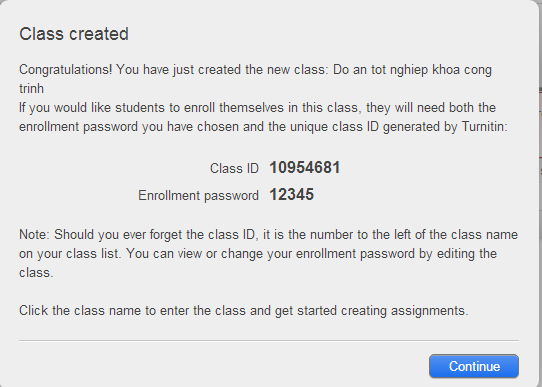 Class created
Congratulations! You have just created the new class: Do an tot nghiep khoa cong
trinh
If you would like students to enroll themselves in this class, they will need both the
enrollment password you have chosen and the unique class ID generated by Turnitin:
Class ID 10954681
Enrollment password 12345
Note: Should you ever forget the class ID, it is the number to the left of the class name
on your class list. You can view or change your enrollment password by editing the
class.
Click the class name to enter the class and get started creating assignments.
Continue